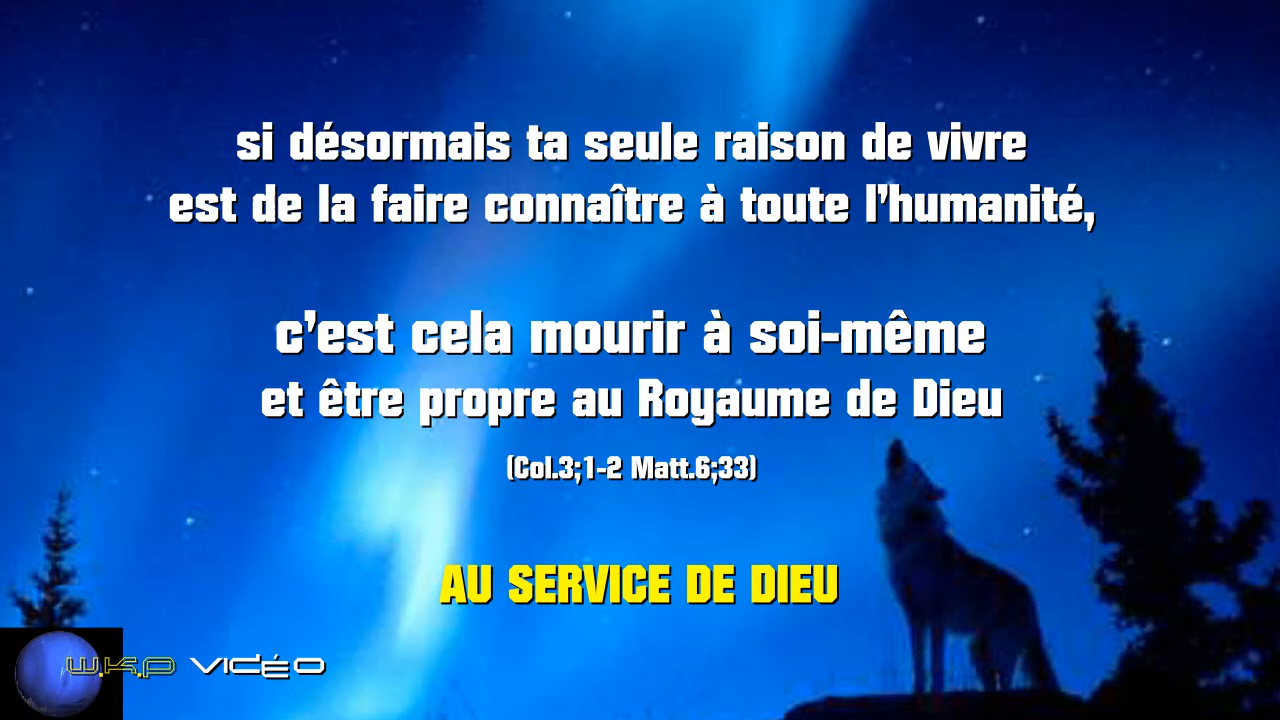 si désormais ta seule raison de vivre
est de la faire connaître à toute l'humanité,
c'est cela mourir à soi-même
et être propre au Royaume de Dieu
(Col.3;1-2 Matt.6;33)
AU SERVICE DE DIEU
W.K.P VIDÉO